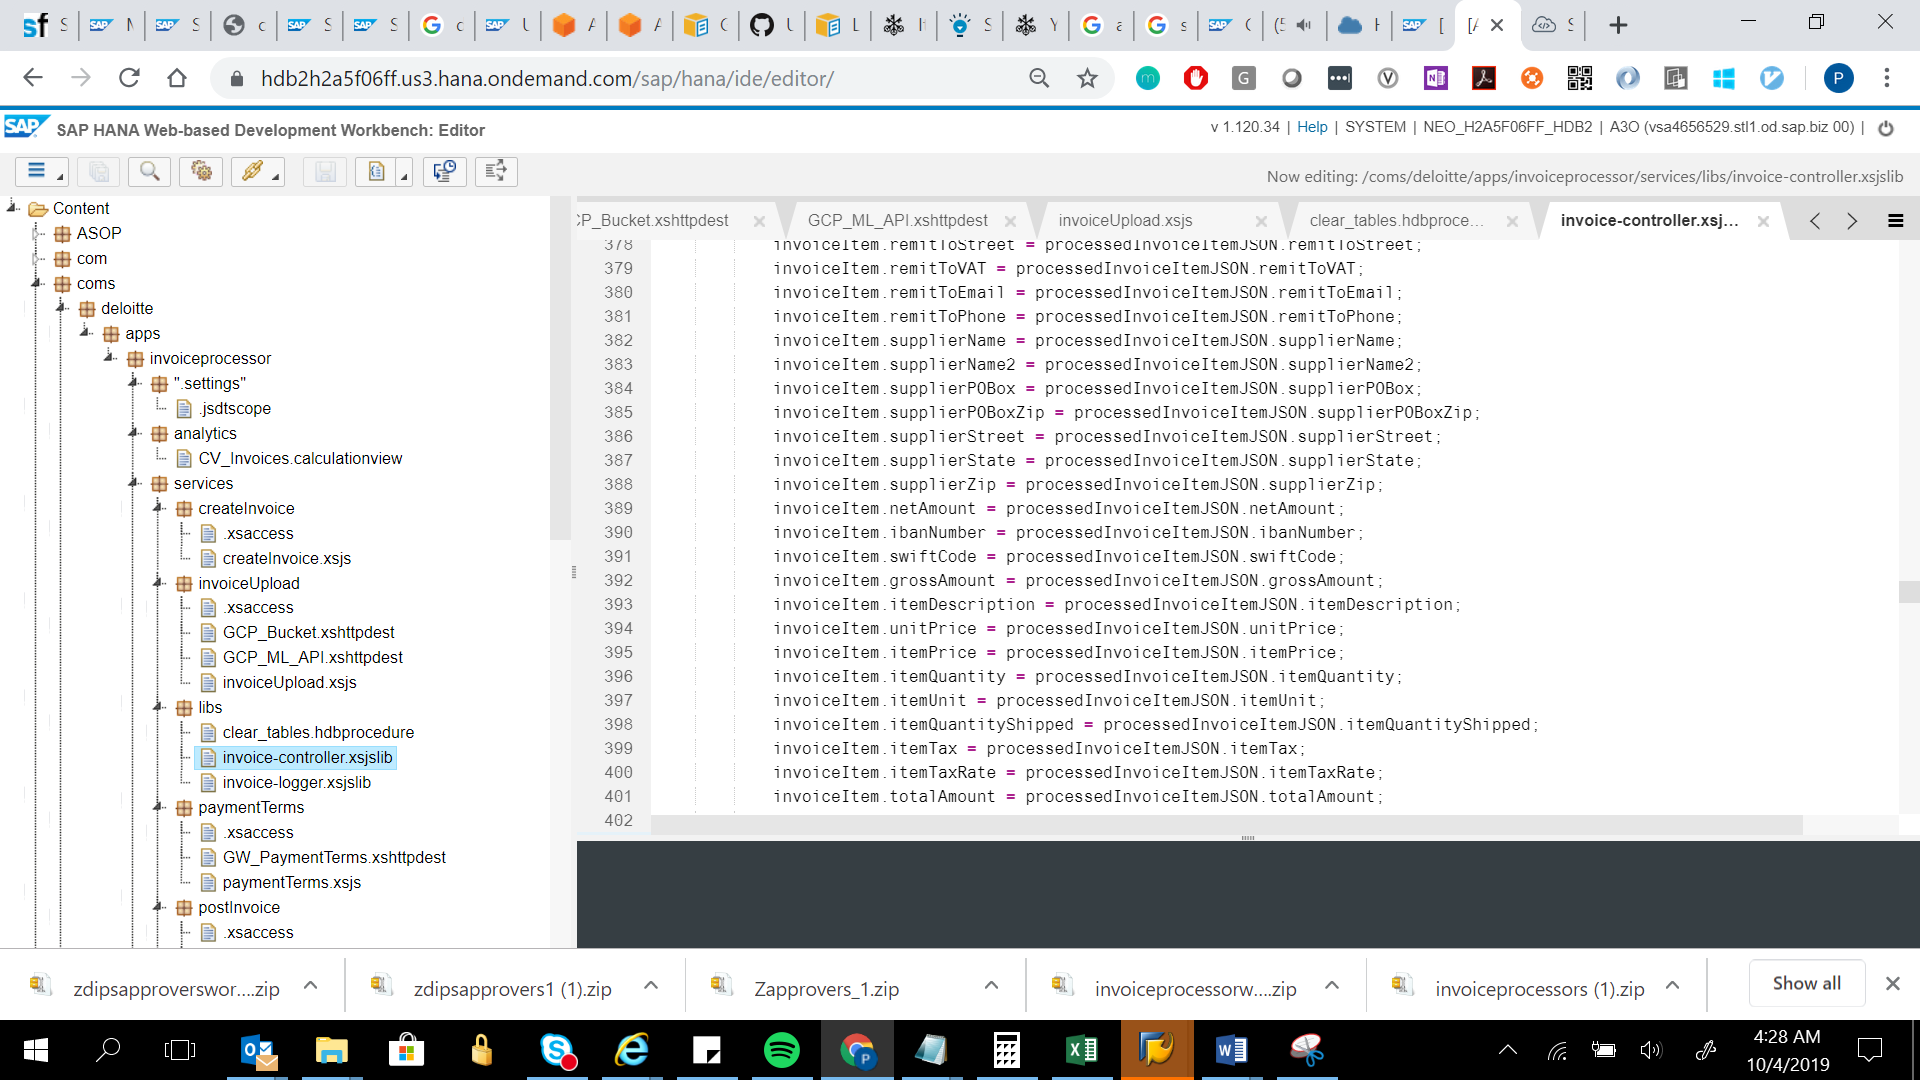 hdb2h2a5f06ff.us3.hana.ondemand.com/sap/hana/ide/editor/
SAP SAP HANA Web-based Development Workbench: Editor
v 1.120.34 | Help | SYSTEM | NEO_H2A5F06FF_HDB2 | A3O (vsa4656529.stl1.od.sap.biz 00) |
Now editing: /coms/deloitte/apps/invoiceprocessor/services/libs/invoice-controller.xsjslib
Content
ASOP
com
coms
deloitte
apps
invoiceprocessor
".settings"
.jsdtscope
analytics
CV_Invoices.calculationview
services
createInvoice
.xsaccess
createInvoice.xsjs
invoiceUpload
.xsaccess
GCP_Bucket.xshttpdest
GCP_ML_API.xshttpdest
invoiceUpload.xsjs
libs
clear_tables.hdbprocedure
invoice-controller.xsjslib
invoice-logger.xsjslib
paymentTerms
.xsaccess
GW_PaymentTerms.xshttpdest
paymentTerms.xsjs
postInvoice
.xsaccess
CP_Bucket.xshttpdest GCP_ML_API.xshttpdest invoiceUpload.xsjs clear_tables.hdbproce... invoice-controller.xsj...
378 invoiceItem.remitToStreet = processedInvoiceItemJSON.remitToStreet;
379 invoiceItem.remitToVAT = processedInvoiceItemJSON.remitToVAT;
380 invoiceItem.remitToEmail = processedInvoiceItemJSON.remitToEmail;
381 invoiceItem.remitToPhone = processedInvoiceItemJSON.remitToPhone;
382 invoiceItem.supplierName = processedInvoiceItemJSON.supplierName;
383 invoiceItem.supplierName2 = processedInvoiceItemJSON.supplierName2;
384 invoiceItem.supplierPOBox = processedInvoiceItemJSON.supplierPOBox;
385 invoiceItem.supplierPOBoxZip = processedInvoiceItemJSON.supplierPOBoxZip;
386 invoiceItem.supplierStreet = processedInvoiceItemJSON.supplierStreet;
387 invoiceItem.supplierState = processedInvoiceItemJSON.supplierState;
388 invoiceItem.supplierZip = processedInvoiceItemJSON.supplierZip;
389 invoiceItem.netAmount = processedInvoiceItemJSON.netAmount;
390 invoiceItem.ibanNumber = processedInvoiceItemJSON.ibanNumber;
391 invoiceItem.swiftCode = processedInvoiceItemJSON.swiftCode;
392 invoiceItem.grossAmount = processedInvoiceItemJSON.grossAmount;
393 invoiceItem.itemDescription = processedInvoiceItemJSON.itemDescription;
394 invoiceItem.unitPrice = processedInvoiceItemJSON.unitPrice;
395 invoiceItem.itemPrice = processedInvoiceItemJSON.itemPrice;
396 invoiceItem.itemQuantity = processedInvoiceItemJSON.itemQuantity;
397 invoiceItem.itemUnit = processedInvoiceItemJSON.itemUnit;
398 invoiceItem.itemQuantityShipped = processedInvoiceItemJSON.itemQuantityShipped;
399 invoiceItem.itemTax = processedInvoiceItemJSON.itemTax;
400 invoiceItem.itemTaxRate = processedInvoiceItemJSON.itemTaxRate;
401 invoiceItem.totalAmount = processedInvoiceItemJSON.totalAmount;
402
zdipsapproverswor....zip zdipsapprovers1 (1).zip Zapprovers_1.zip invoiceprocessorw....zip invoiceprocessors (1).zip Show all
4:28 AM
10/4/2019